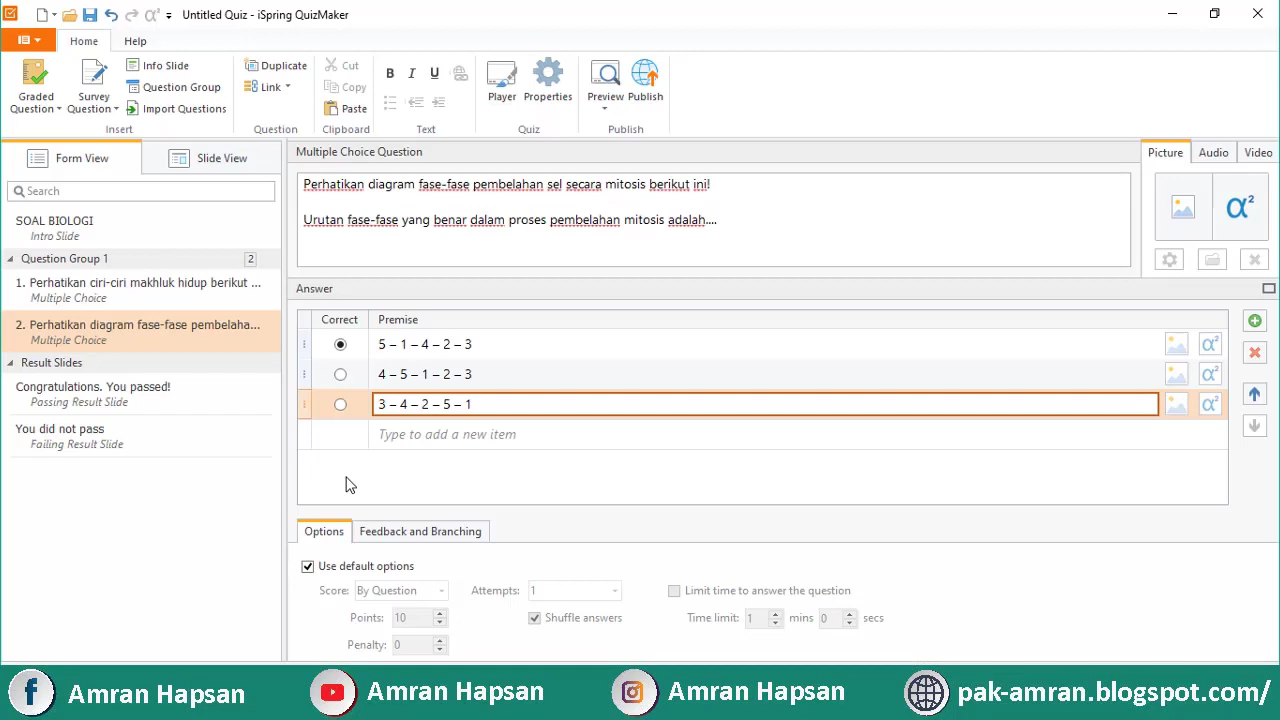 Untitled Quiz - iSpring QuizMaker
Home
Help
Graded Question
Survey Question
Info Slide
Question Group
Import Questions
Insert
Duplicate
Link
Question
Cut
Copy
Paste
Clipboard
B I U
Text
Player
Properties
Quiz
Preview
Publish
Publish
Form View
Slide View
Search
SOAL BIOLOGI
Intro Slide
Question Group 1
2
1. Perhatikan ciri-ciri makhluk hidup berikut ...
Multiple Choice
2. Perhatikan diagram fase-fase pembelaha...
Multiple Choice
Result Slides
Congratulations. You passed!
Passing Result Slide
You did not pass
Failing Result Slide
Multiple Choice Question
Perhatikan diagram fase-fase pembelahan sel secara mitosis berikut ini!
Urutan fase-fase yang benar dalam proses pembelahan mitosis adalah....
Picture
Audio
Video
α²
Answer
Correct
Premise
5 – 1 – 4 – 2 – 3
α²
4 – 5 – 1 – 2 – 3
α²
3 – 4 – 2 – 5 – 1
α²
Type to add a new item
Options
Feedback and Branching
Use default options
Score: By Question
Attempts: 1
Limit time to answer the question
Points: 10
Shuffle answers
Time limit: 1 mins 0 secs
Penalty: 0
Amran Hapsan
Amran Hapsan
Amran Hapsan
pak-amran.blogspot.com/